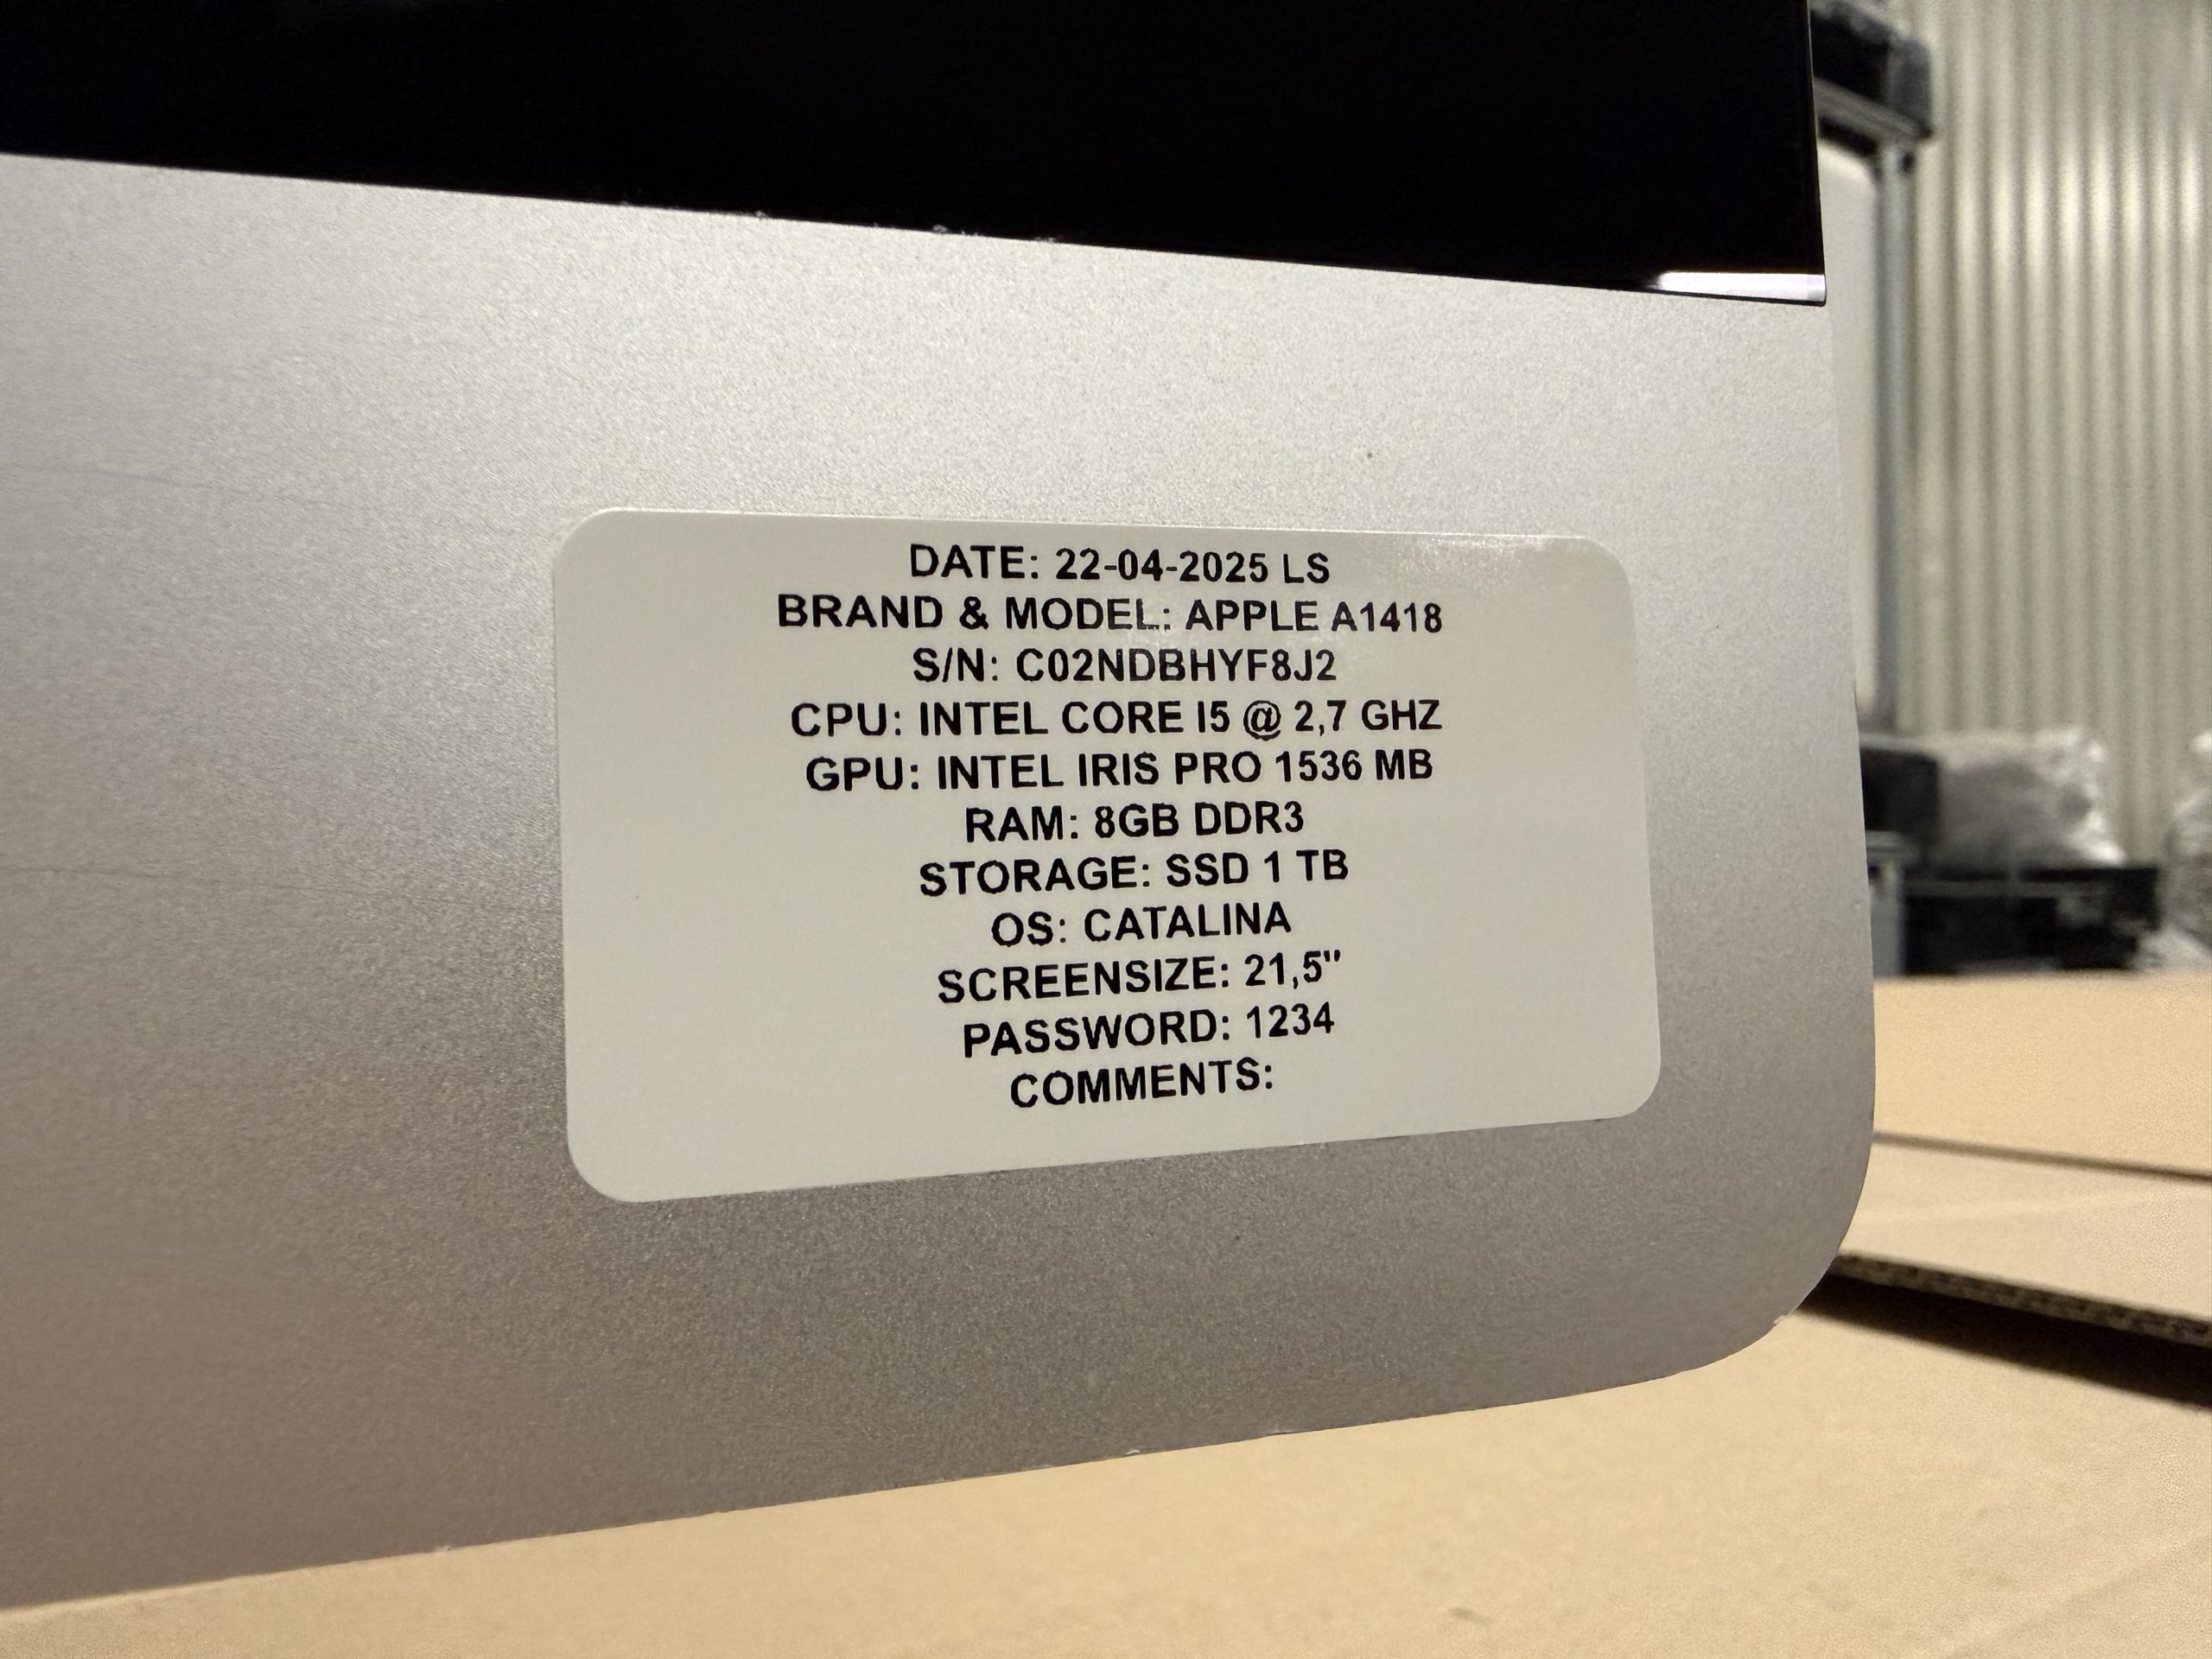 DATE: 22-04-2025 LS
BRAND & MODEL: APPLE A1418
S/N: C02NDBHYF8J2
CPU: INTEL CORE I5 @ 2,7 GHZ
GPU: INTEL IRIS PRO 1536 MB
RAM: 8GB DDR3
STORAGE: SSD 1 TB
OS: CATALINA
SCREENSIZE: 21,5"
PASSWORD: 1234
COMMENTS: